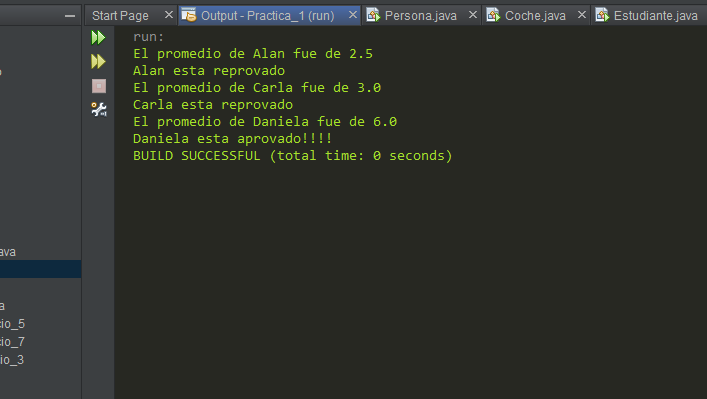 Start Page
Output - Practica_1 (run)
Persona.java
Coche.java
Estudiante.java
run:
El promedio de Alan fue de 2.5
Alan esta reprovado
El promedio de Carla fue de 3.0
Carla esta reprovado
El promedio de Daniela fue de 6.0
Daniela esta aprovado!!!!
BUILD SUCCESSFUL (total time: 0 seconds)
ava
a
cio_5
cio_7
io_3